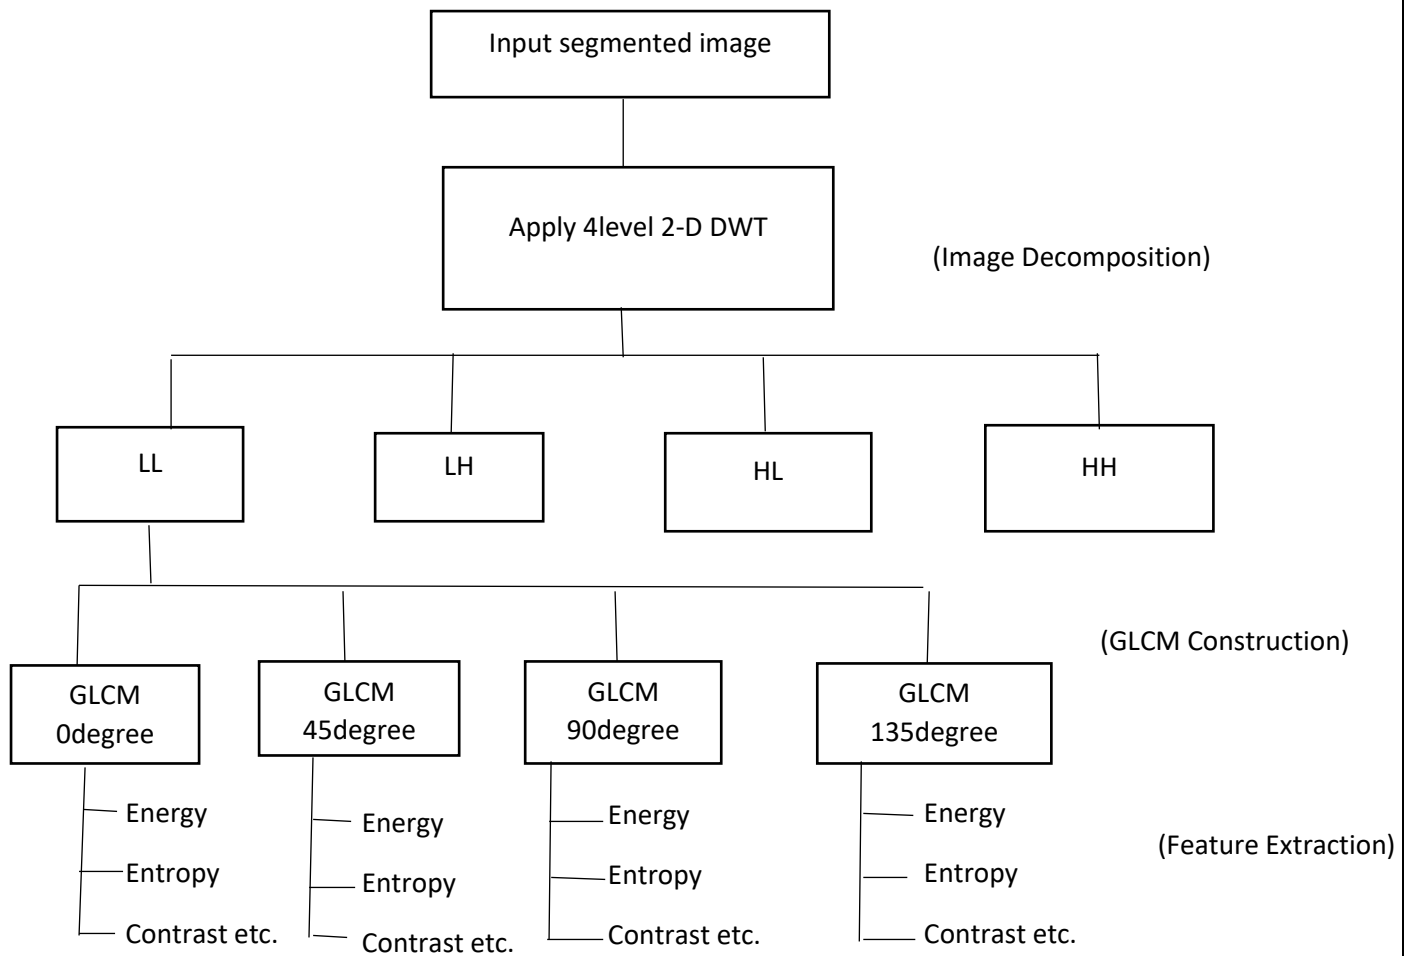 Input segmented image
Apply 4level 2-D DWT
(Image Decomposition)
LL
LH
HL
HH
(GLCM Construction)
GLCM
0degree
GLCM
45degree
GLCM
90degree
GLCM
135degree
Energy
Entropy
Contrast etc.
Energy
Entropy
Contrast etc.
Energy
Entropy
Contrast etc.
Energy
Entropy
Contrast etc.
(Feature Extraction)